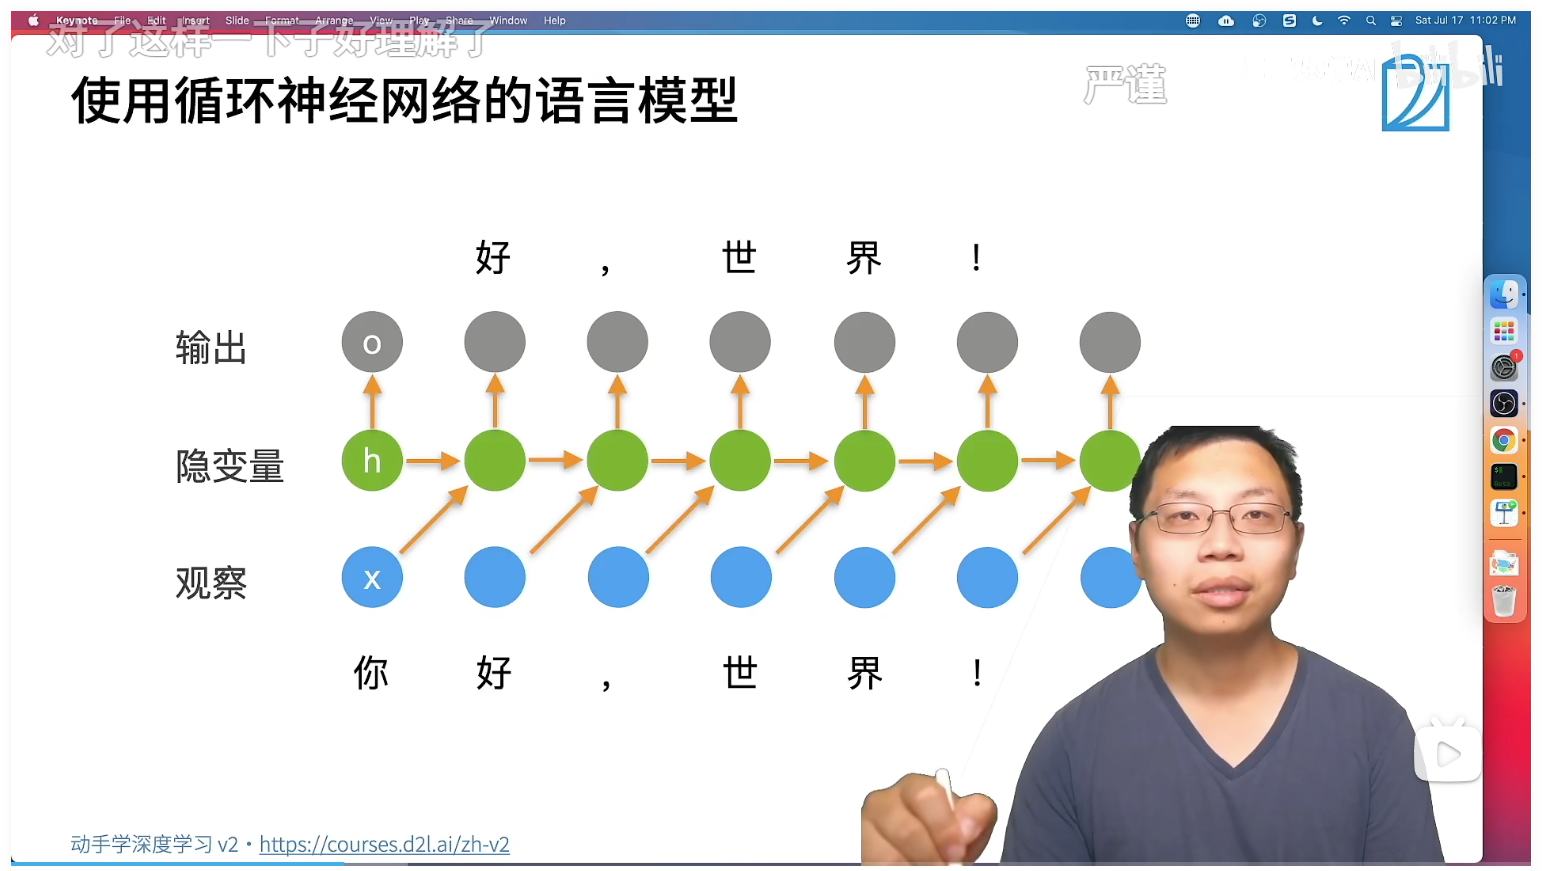 Keynote File Edit Insert Slide Format Arrange View Play Share Window Help
Sat Jul 17 11:02 PM
对了这样一下子好理解了
严谨
bilibili
使用循环神经网络的语言模型
好 , 世 界 !
输出 o
隐变量 h
观察 x
你 好 , 世 界 !
动手学深度学习 v2 • https://courses.d2l.ai/zh-v2